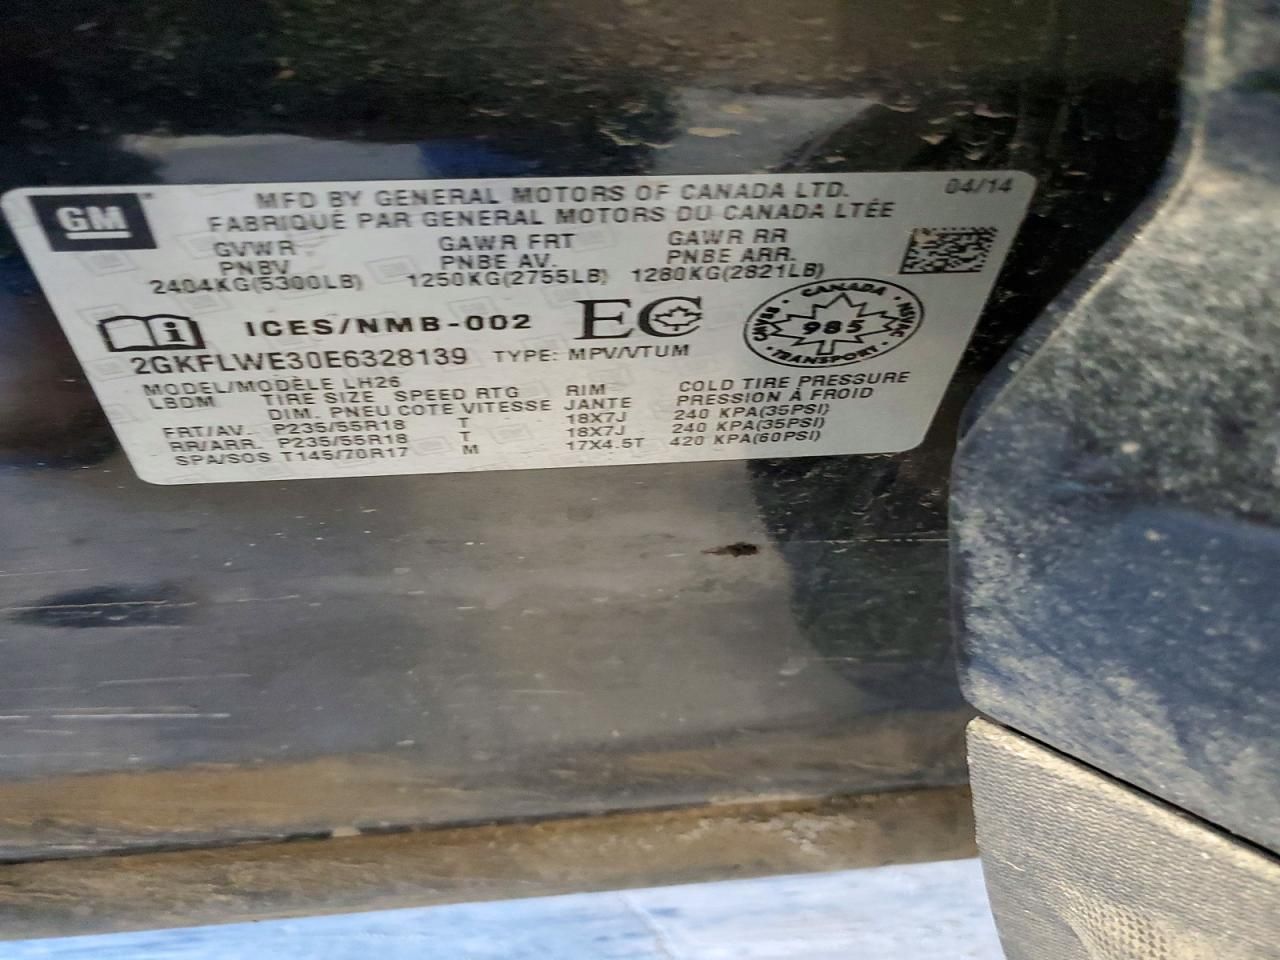 GM
MFD BY GENERAL MOTORS OF CANADA LTD. 04/14
FABRIQUÉ PAR GENERAL MOTORS DU CANADA LTÉE
GVWR GAWR FRT GAWR RR
PNBV PNBE AV. PNBE ARR.
2404KG(5300LB) 1250KG(2755LB) 1280KG(2821LB)
i ICES/NMB-002 EC
CANADA
985
TRANSPORT
2GKFLWE30E6328139 TYPE: MPV/VTUM
MODEL/MODÈLE LH26
LBDM TIRE SIZE SPEED RTG RIM COLD TIRE PRESSURE
DIM. PNEU COTE VITESSE JANTE PRESSION À FROID
FRT/AV. P235/55R18 T 18X7J 240 KPA(35PSI)
RR/ARR. P235/55R18 T 18X7J 240 KPA(35PSI)
SPA/SOS T145/70R17 M 17X4.5T 420 KPA(60PSI)